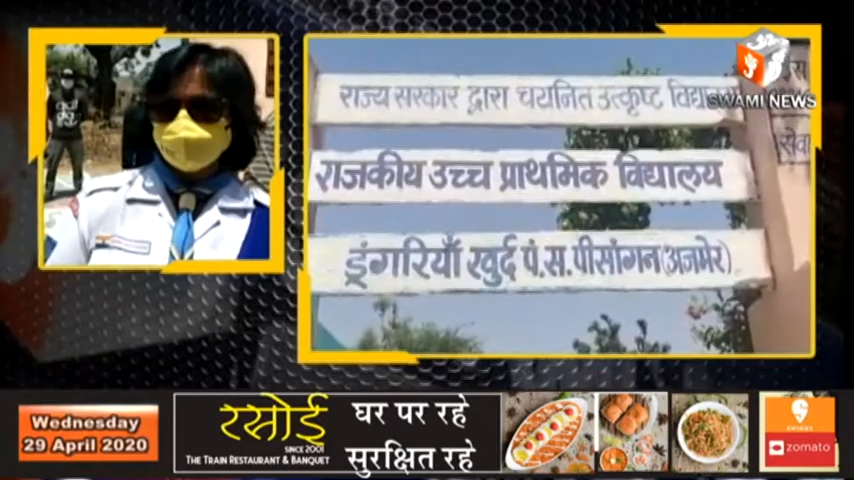 राज्य सरकार द्वारा चयनित उत्कृष्ट
राजकीय उच्च प्राथमिक विद्यालय
डूंगरियाँ खुर्द पं.स. पीसांगन (अजमेर)
SWAMI NEWS
Wednesday
29 April 2020
रसोई
SINCE 2001
THE TRAIN RESTAURANT & BANQUET
घर पर रहे
सुरक्षित रहे
SWIGGY
zomato